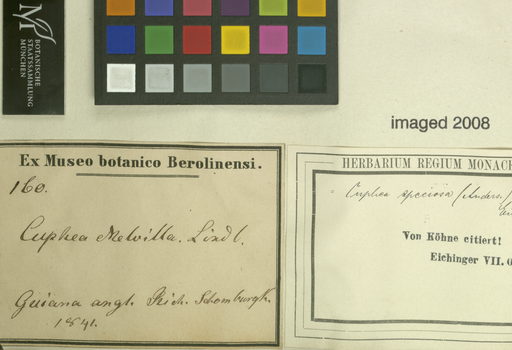 BOTANISCHE
STAATSSAMMLUNG
MÜNCHEN
imaged 2008
Ex Museo botanico Berolinensi.
160.
Cuphea Melvilla. Lindl.
Guiana angl. Rich. Schomburgk.
1841.
HERBARIUM REGIUM MONAC
Cuphea speciosa (Anders.)
Von Köhne citiert!
Eichinger VII.